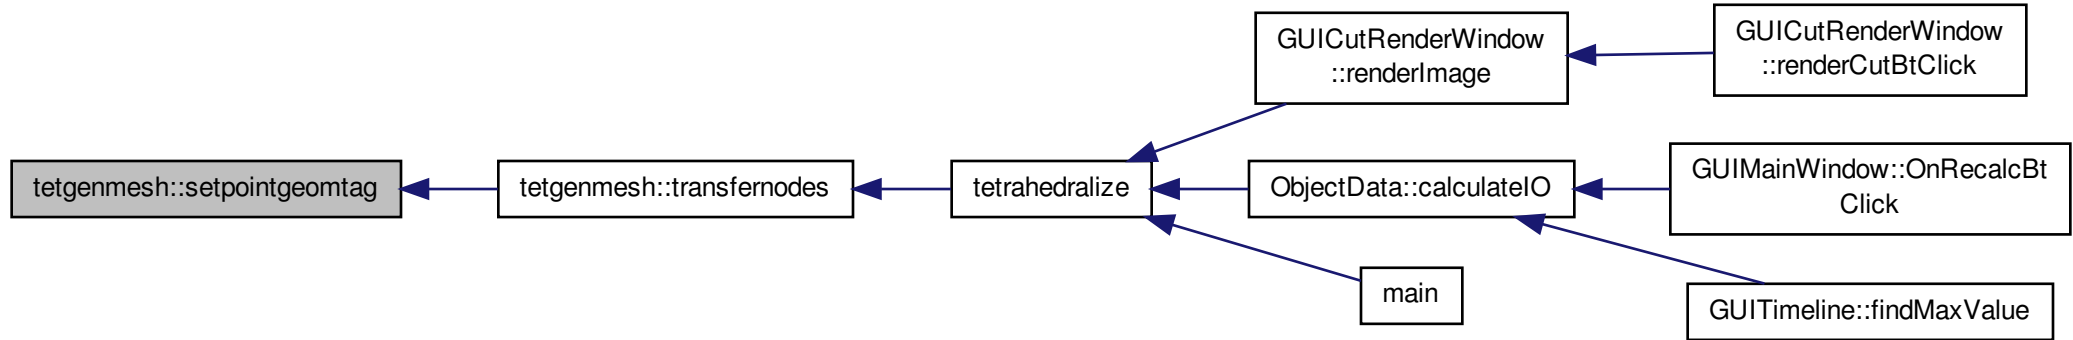 tetgenmesh::setpointgeomtag
tetgenmesh::transfernodes
tetrahedralize
GUICutRenderWindow
::renderImage
GUICutRenderWindow
::renderCutBtClick
ObjectData::calculateIO
GUIMainWindow::OnRecalcBt
Click
GUITimeline::findMaxValue
main